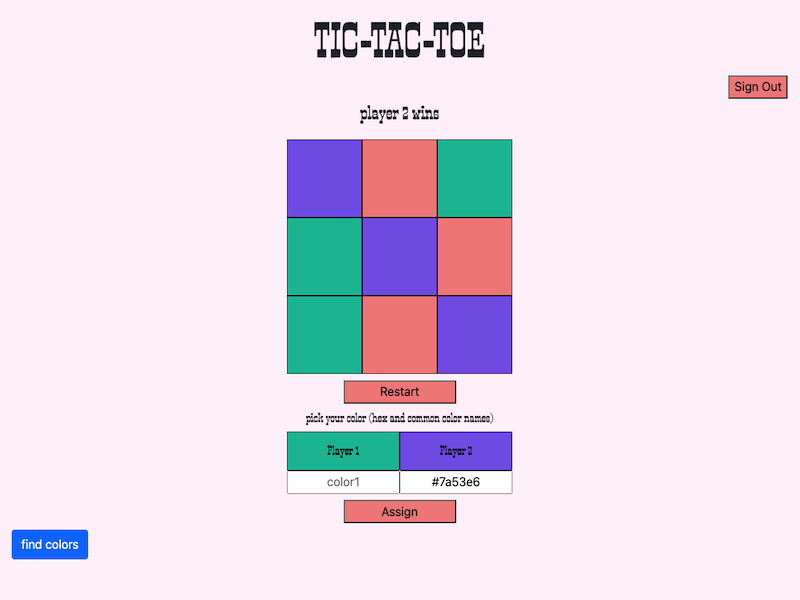 TIC-TAC-TOE
Sign Out
player 2 wins
Restart
pick your color (hex and common color names)
Player 1 Player 2
color1 #7a53e6
Assign
find colors